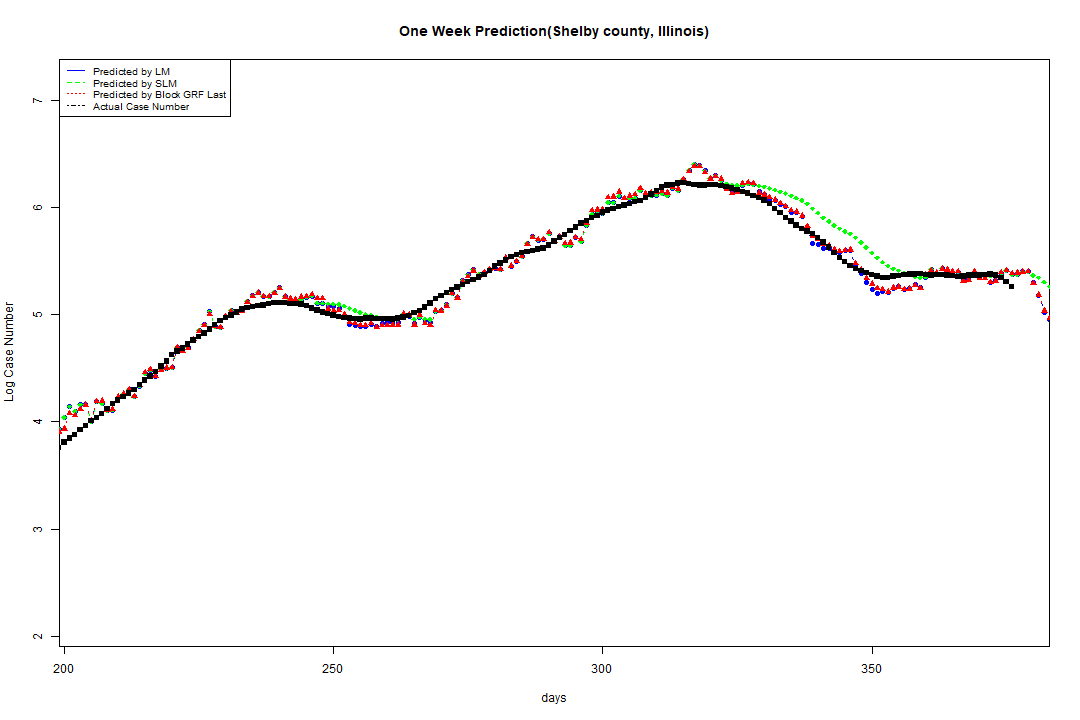 One Week Prediction(Shelby county, Illinois)
Predicted by LM
Predicted by SLM
Predicted by Block GRF Last
Actual Case Number
7
6
5
4
3
2
Log Case Number
200 250 300 350
days